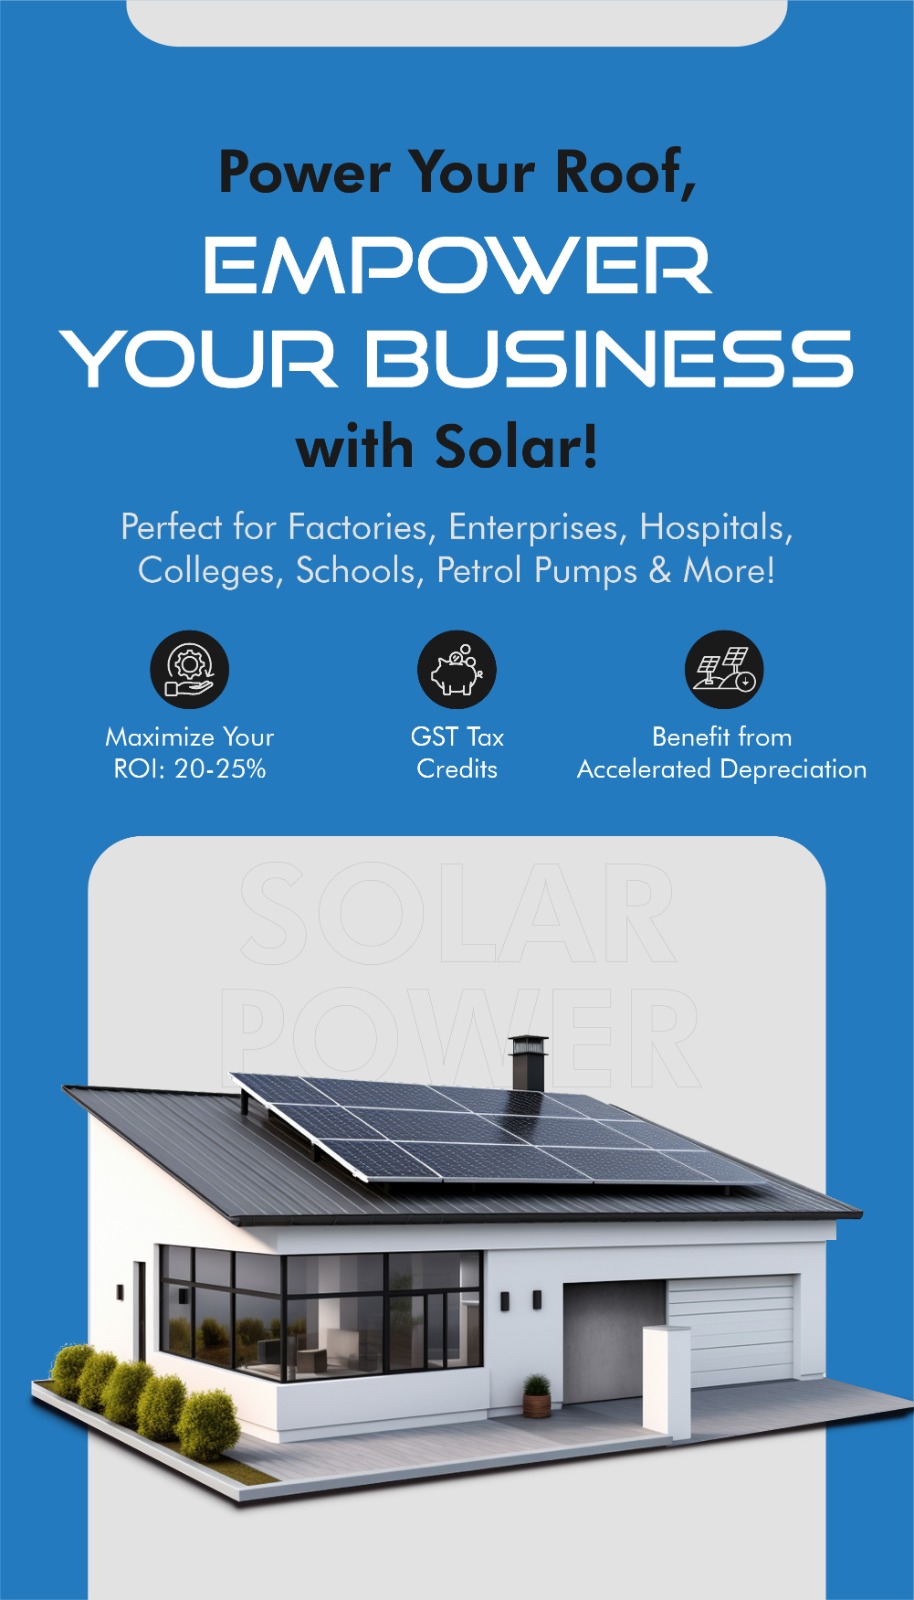 Power Your Roof,
EMPOWER
YOUR BUSINESS
with Solar!
Perfect for Factories, Enterprises, Hospitals,
Colleges, Schools, Petrol Pumps & More!
Maximize Your
ROI: 20-25%
GST Tax
Credits
Benefit from
Accelerated Depreciation
SOLAR
POWER